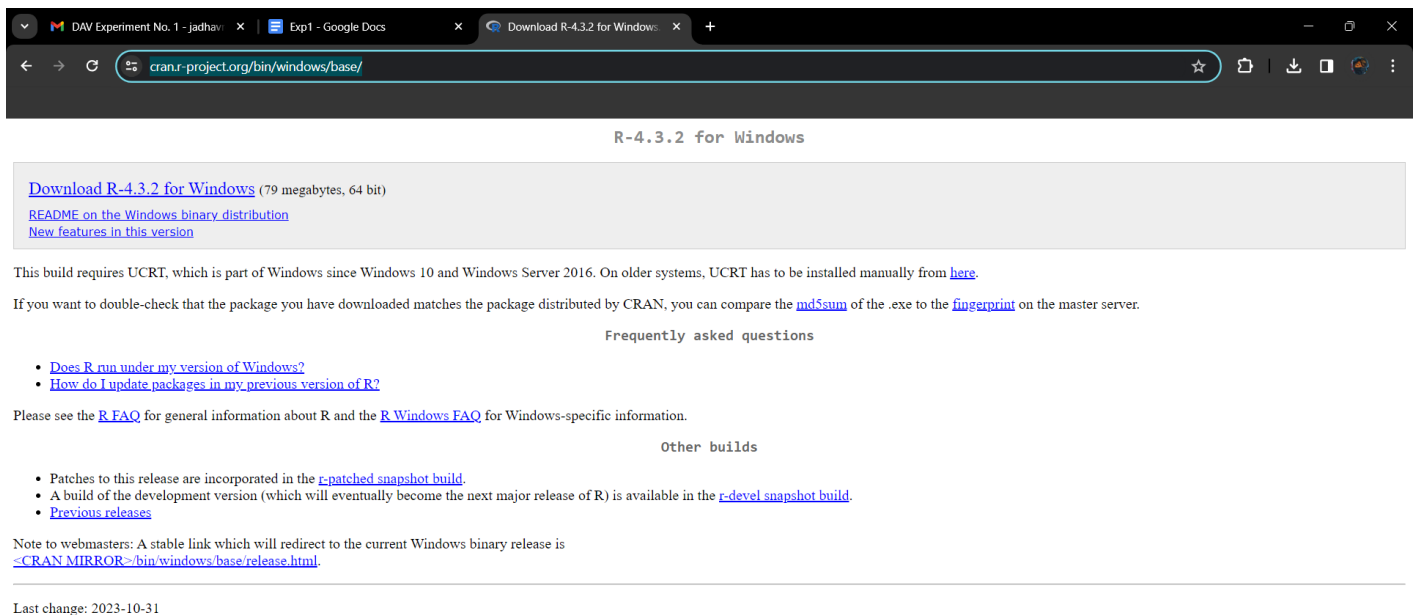 DAV Experiment No. 1 - jadhavr
Exp1 - Google Docs
Download R-4.3.2 for Windows.
cran.r-project.org/bin/windows/base/
R-4.3.2 for Windows
Download R-4.3.2 for Windows (79 megabytes, 64 bit)
README on the Windows binary distribution
New features in this version
This build requires UCRT, which is part of Windows since Windows 10 and Windows Server 2016. On older systems, UCRT has to be installed manually from here.
If you want to double-check that the package you have downloaded matches the package distributed by CRAN, you can compare the md5sum of the .exe to the fingerprint on the master server.
Frequently asked questions
• Does R run under my version of Windows?
• How do I update packages in my previous version of R?
Please see the R FAQ for general information about R and the R Windows FAQ for Windows-specific information.
Other builds
• Patches to this release are incorporated in the r-patched snapshot build.
• A build of the development version (which will eventually become the next major release of R) is available in the r-devel snapshot build.
• Previous releases
Note to webmasters: A stable link which will redirect to the current Windows binary release is
<CRAN MIRROR>/bin/windows/base/release.html.
Last change: 2023-10-31